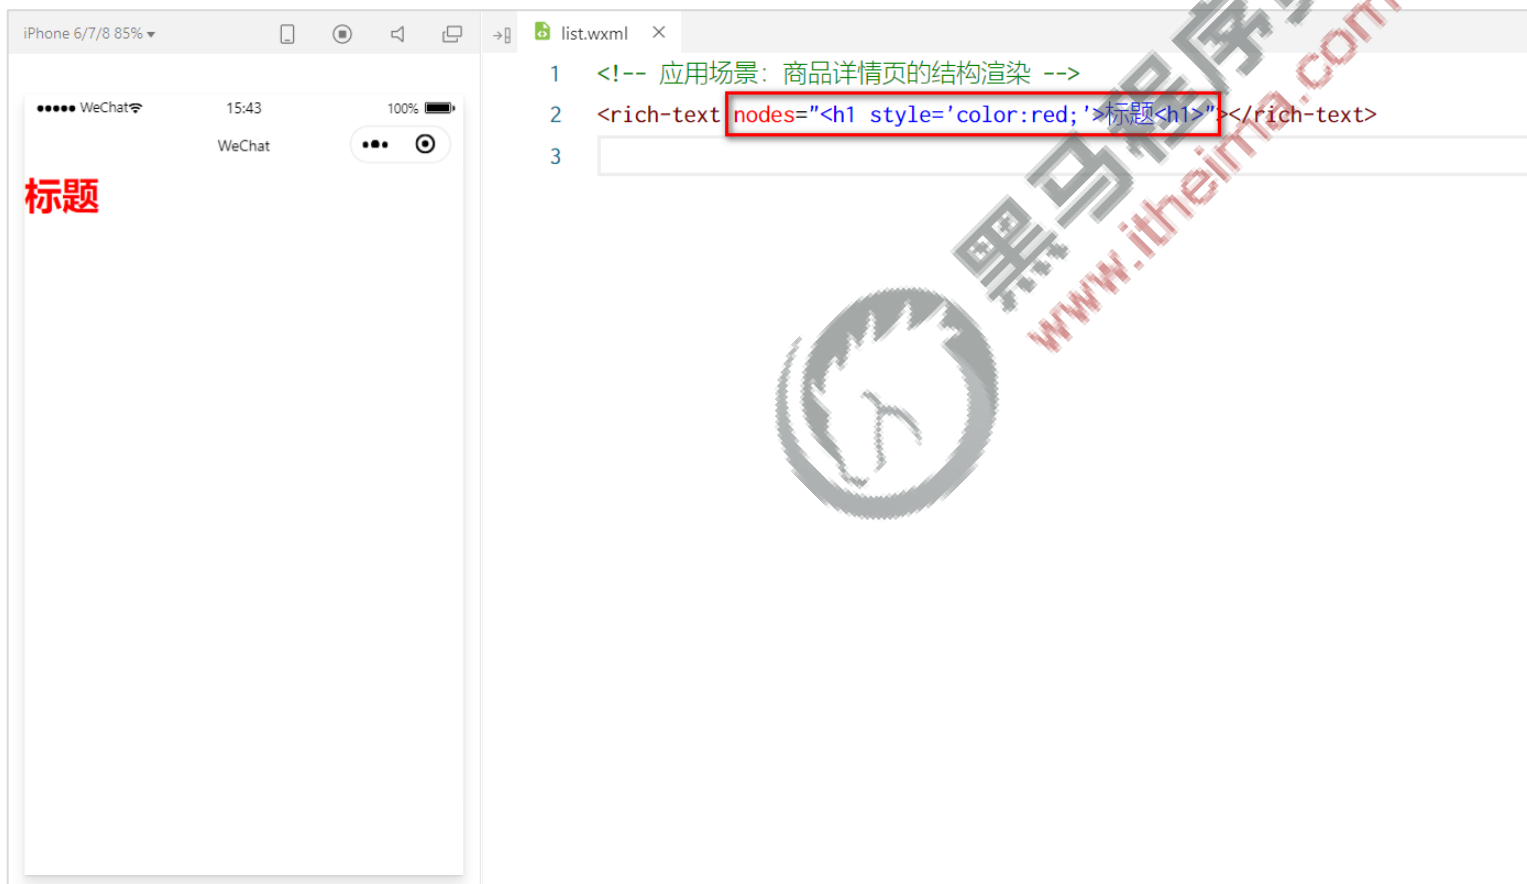 iPhone 6/7/8 85%
list.wxml
WeChat
15:43
100%
WeChat
标题
1 <!-- 应用场景：商品详情页的结构渲染 -->
2 <rich-text nodes="<h1 style='color:red;'>标题<h1>"></rich-text>
3
黑马程序
www.itheima.com